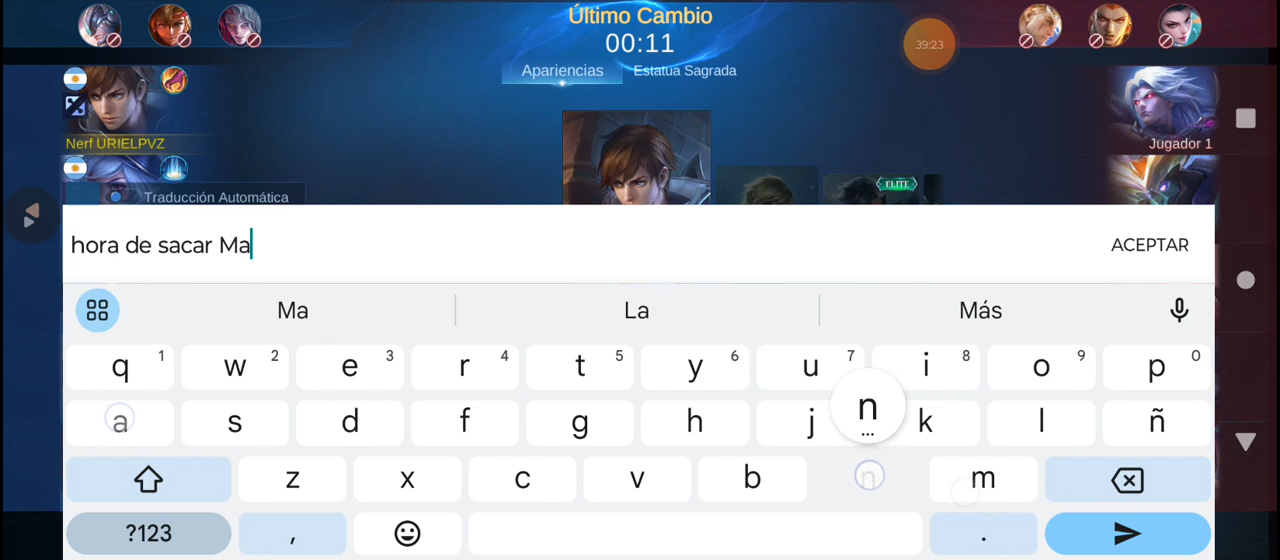 Último Cambio
00:11
39:23
Apariencias
Estatua Sagrada
Nerf URIELPVZ
Jugador 1
Traducción Automática
ELITE
hora de sacar Ma
ACEPTAR
Ma
La
Más
q 1 w 2 e 3 r 4 t 5 y 6 u 7 i 8 o 9 p 0
a s d f g h j n k l ñ
z x c v b n m
?123 , .